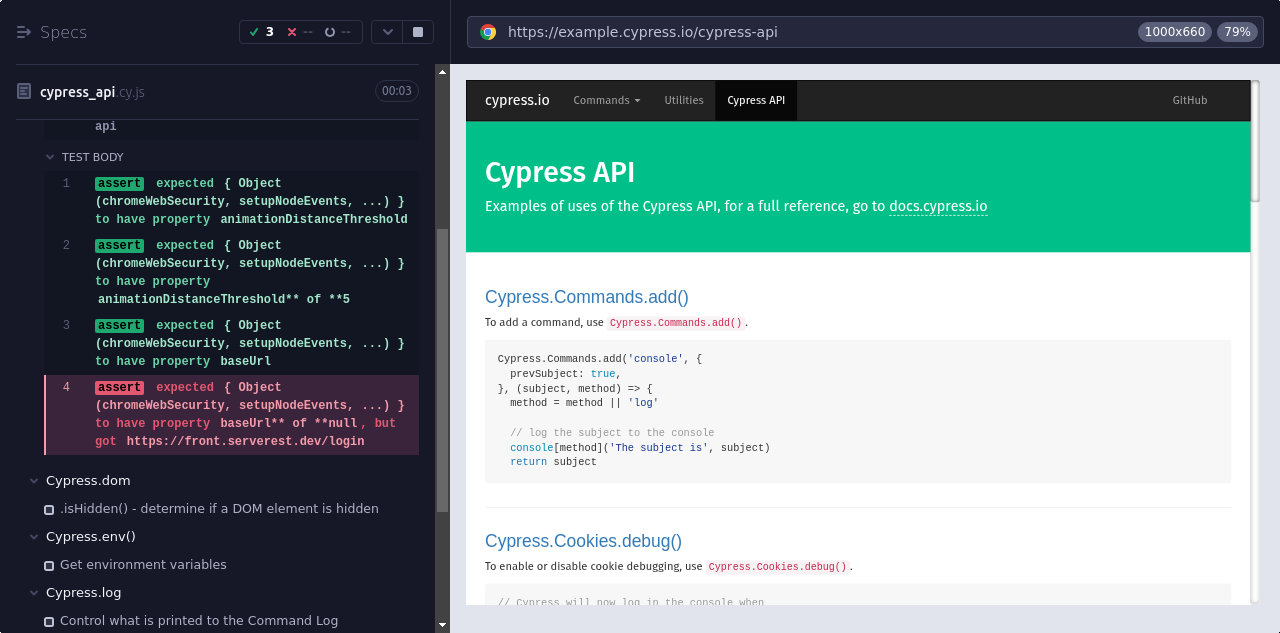 Specs
3 -- --
cypress_api.cy.js 00:03
api
TEST BODY
1 assert expected { Object
(chromeWebSecurity, setupNodeEvents, ...) }
to have property animationDistanceThreshold
2 assert expected { Object
(chromeWebSecurity, setupNodeEvents, ...) }
to have property
animationDistanceThreshold** of **5
3 assert expected { Object
(chromeWebSecurity, setupNodeEvents, ...) }
to have property baseUrl
4 assert expected { Object
(chromeWebSecurity, setupNodeEvents, ...) }
to have property baseUrl** of **null, but
got https://front.serverest.dev/login
Cypress.dom
.isHidden() - determine if a DOM element is hidden
Cypress.env()
Get environment variables
Cypress.log
Control what is printed to the Command Log
https://example.cypress.io/cypress-api 1000x660 79%
cypress.io Commands Utilities Cypress API GitHub
Cypress API
Examples of uses of the Cypress API, for a full reference, go to docs.cypress.io
Cypress.Commands.add()
To add a command, use Cypress.Commands.add().
Cypress.Commands.add('console', {
prevSubject: true,
}, (subject, method) => {
method = method || 'log'
// log the subject to the console
console[method]('The subject is', subject)
return subject
Cypress.Cookies.debug()
To enable or disable cookie debugging, use Cypress.Cookies.debug().
// Cypress will now log in the console when